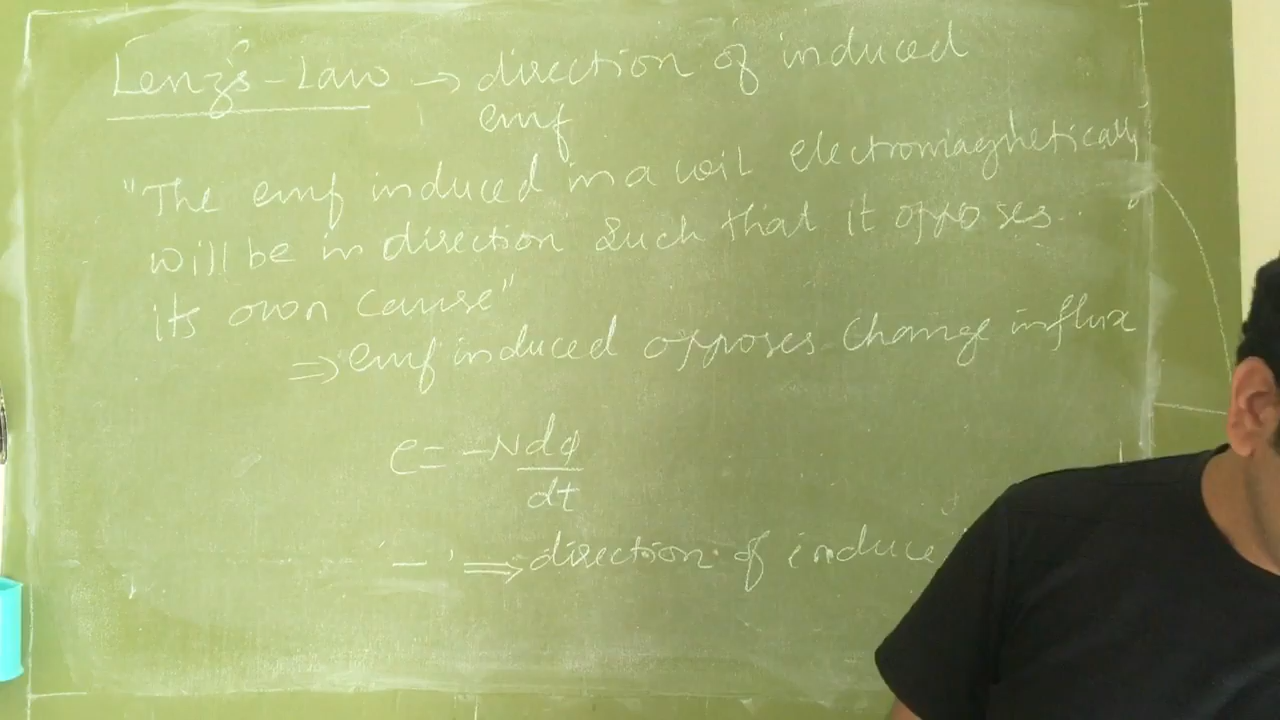 Lenz's-Law → direction of induced
emf
"The emf induced in a coil electromagnetically
will be in direction such that it opposes
its own cause"
⇒ emf induced opposes change in flux
e = -N dφ
dt
- ' ⇒ direction of induce